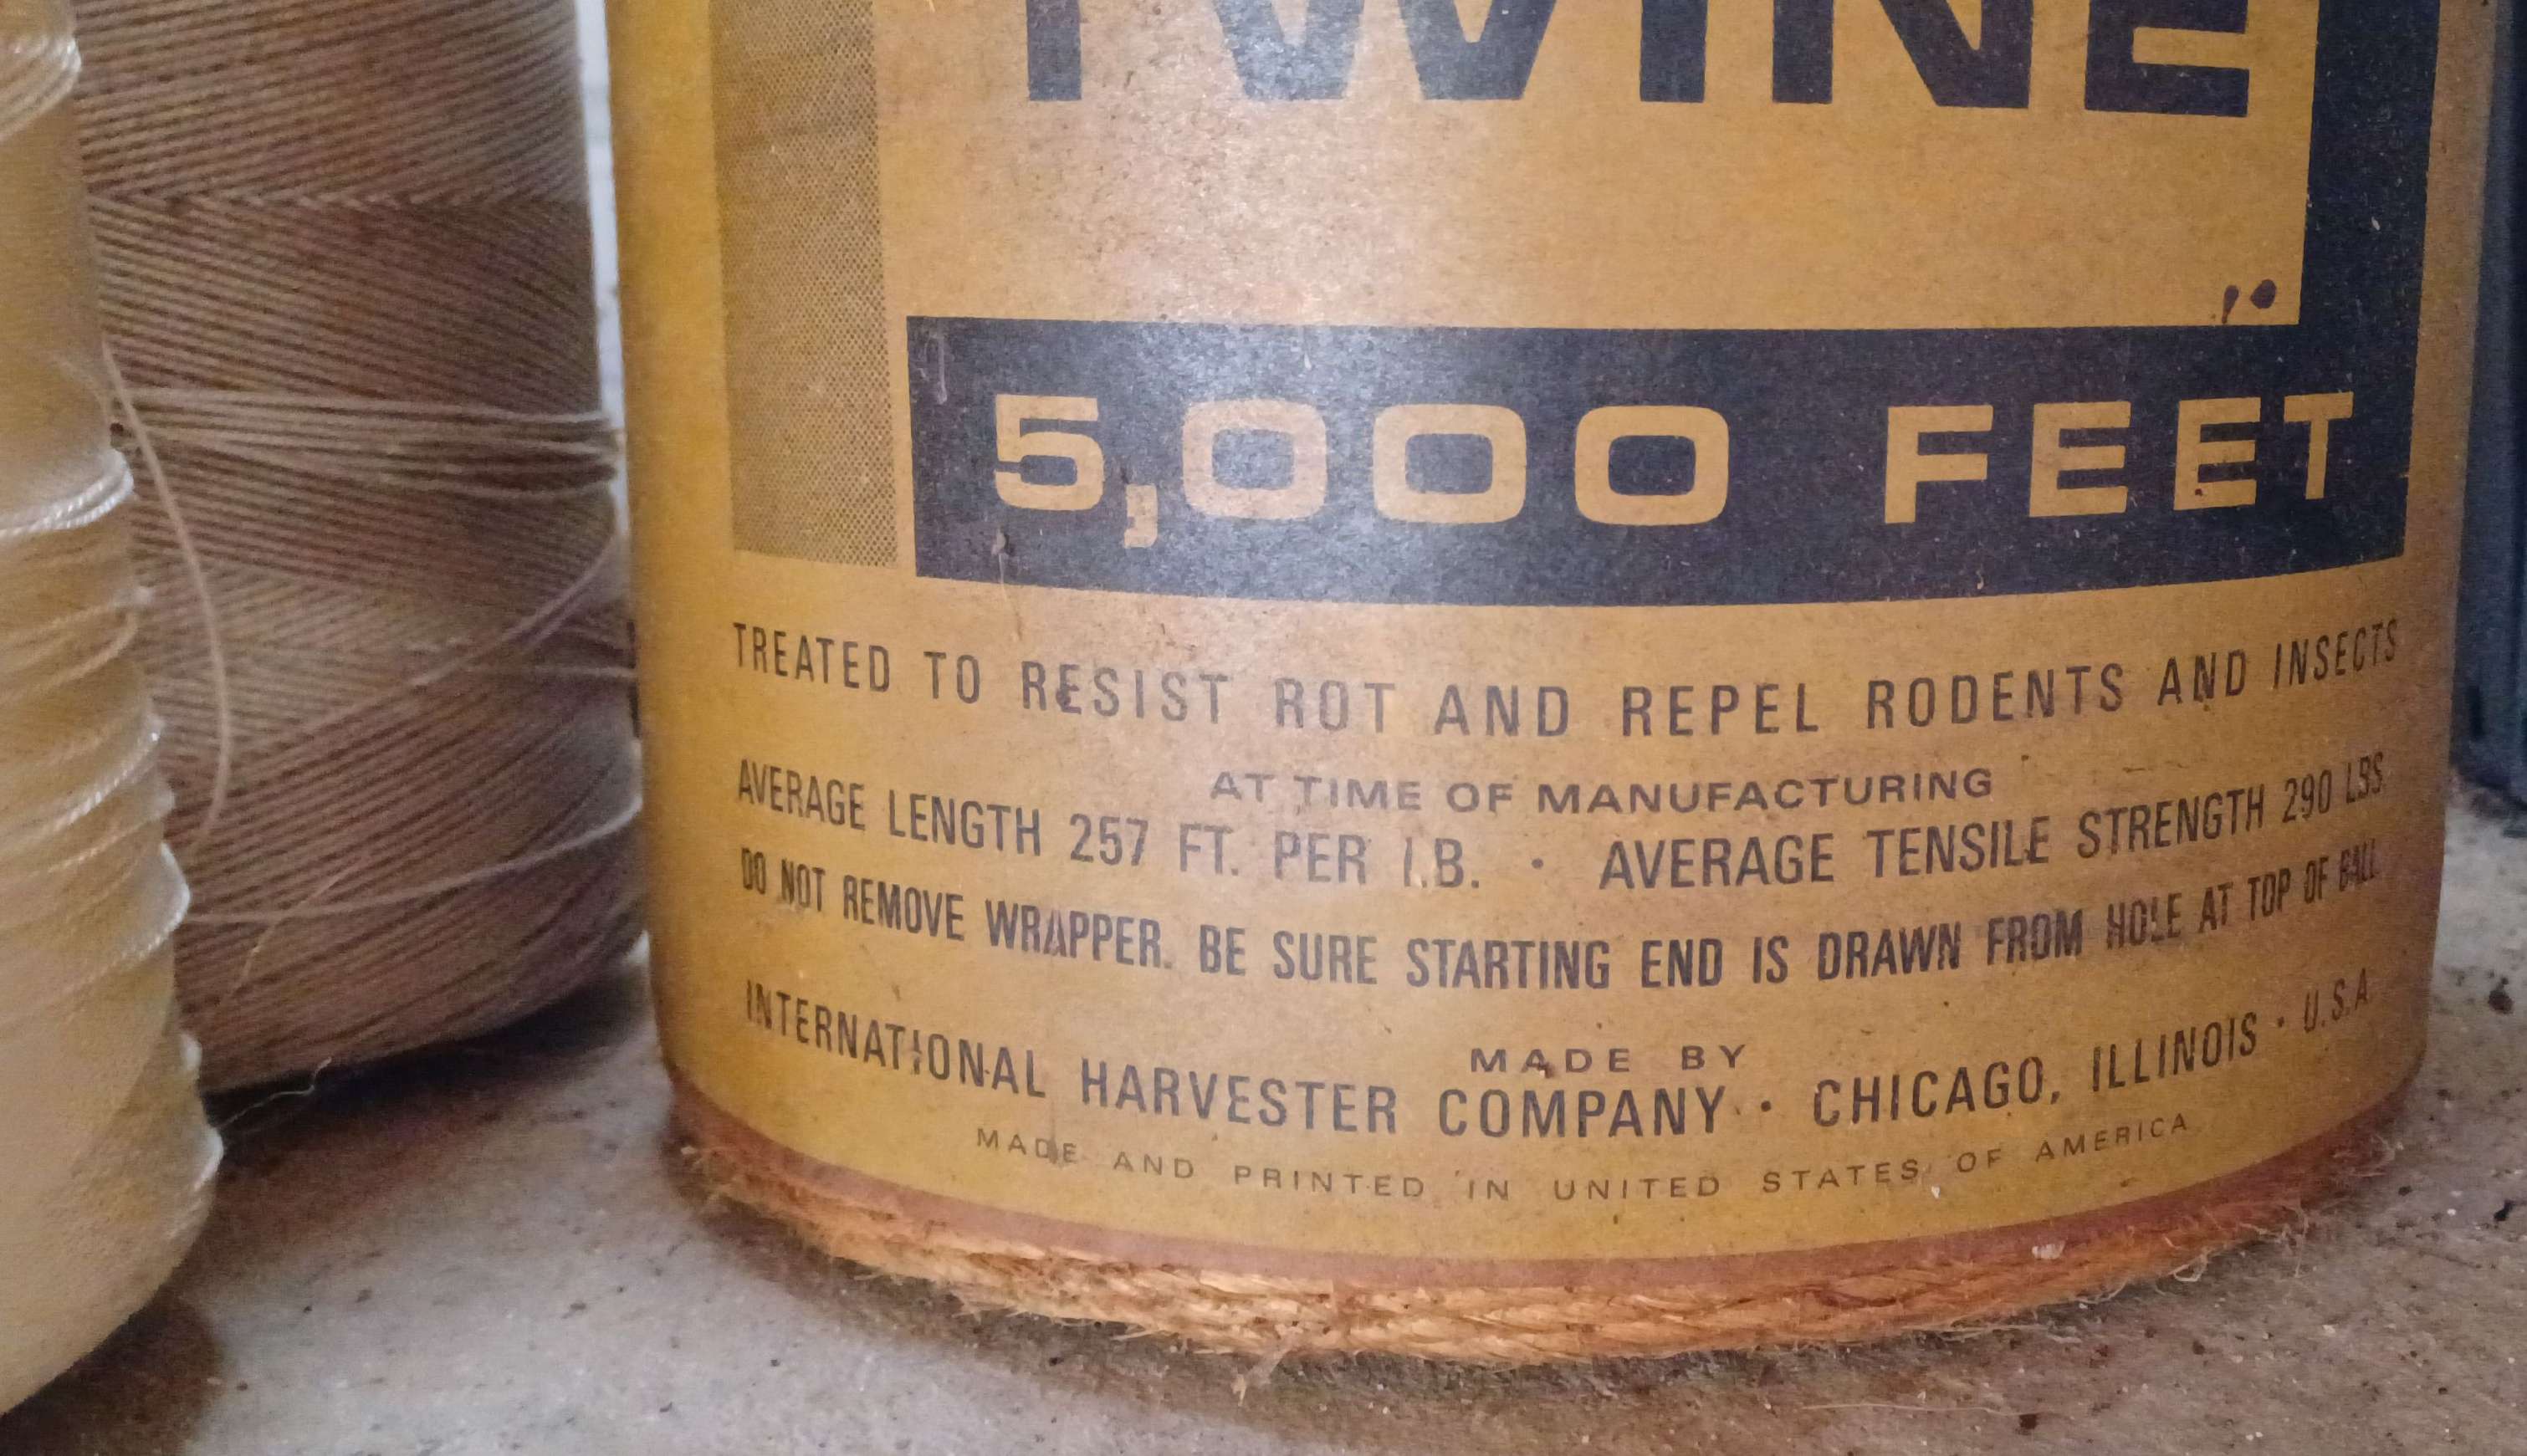 TWINE
5,000 FEET
TREATED TO RESIST ROT AND REPEL RODENTS AND INSECTS
AT TIME OF MANUFACTURING
AVERAGE LENGTH 257 FT. PER LB. · AVERAGE TENSILE STRENGTH 290 LBS
DO NOT REMOVE WRAPPER. BE SURE STARTING END IS DRAWN FROM HOLE AT TOP OF BALL
MADE BY
INTERNATIONAL HARVESTER COMPANY · CHICAGO, ILLINOIS · U.S.A
MADE AND PRINTED IN UNITED STATES OF AMERICA